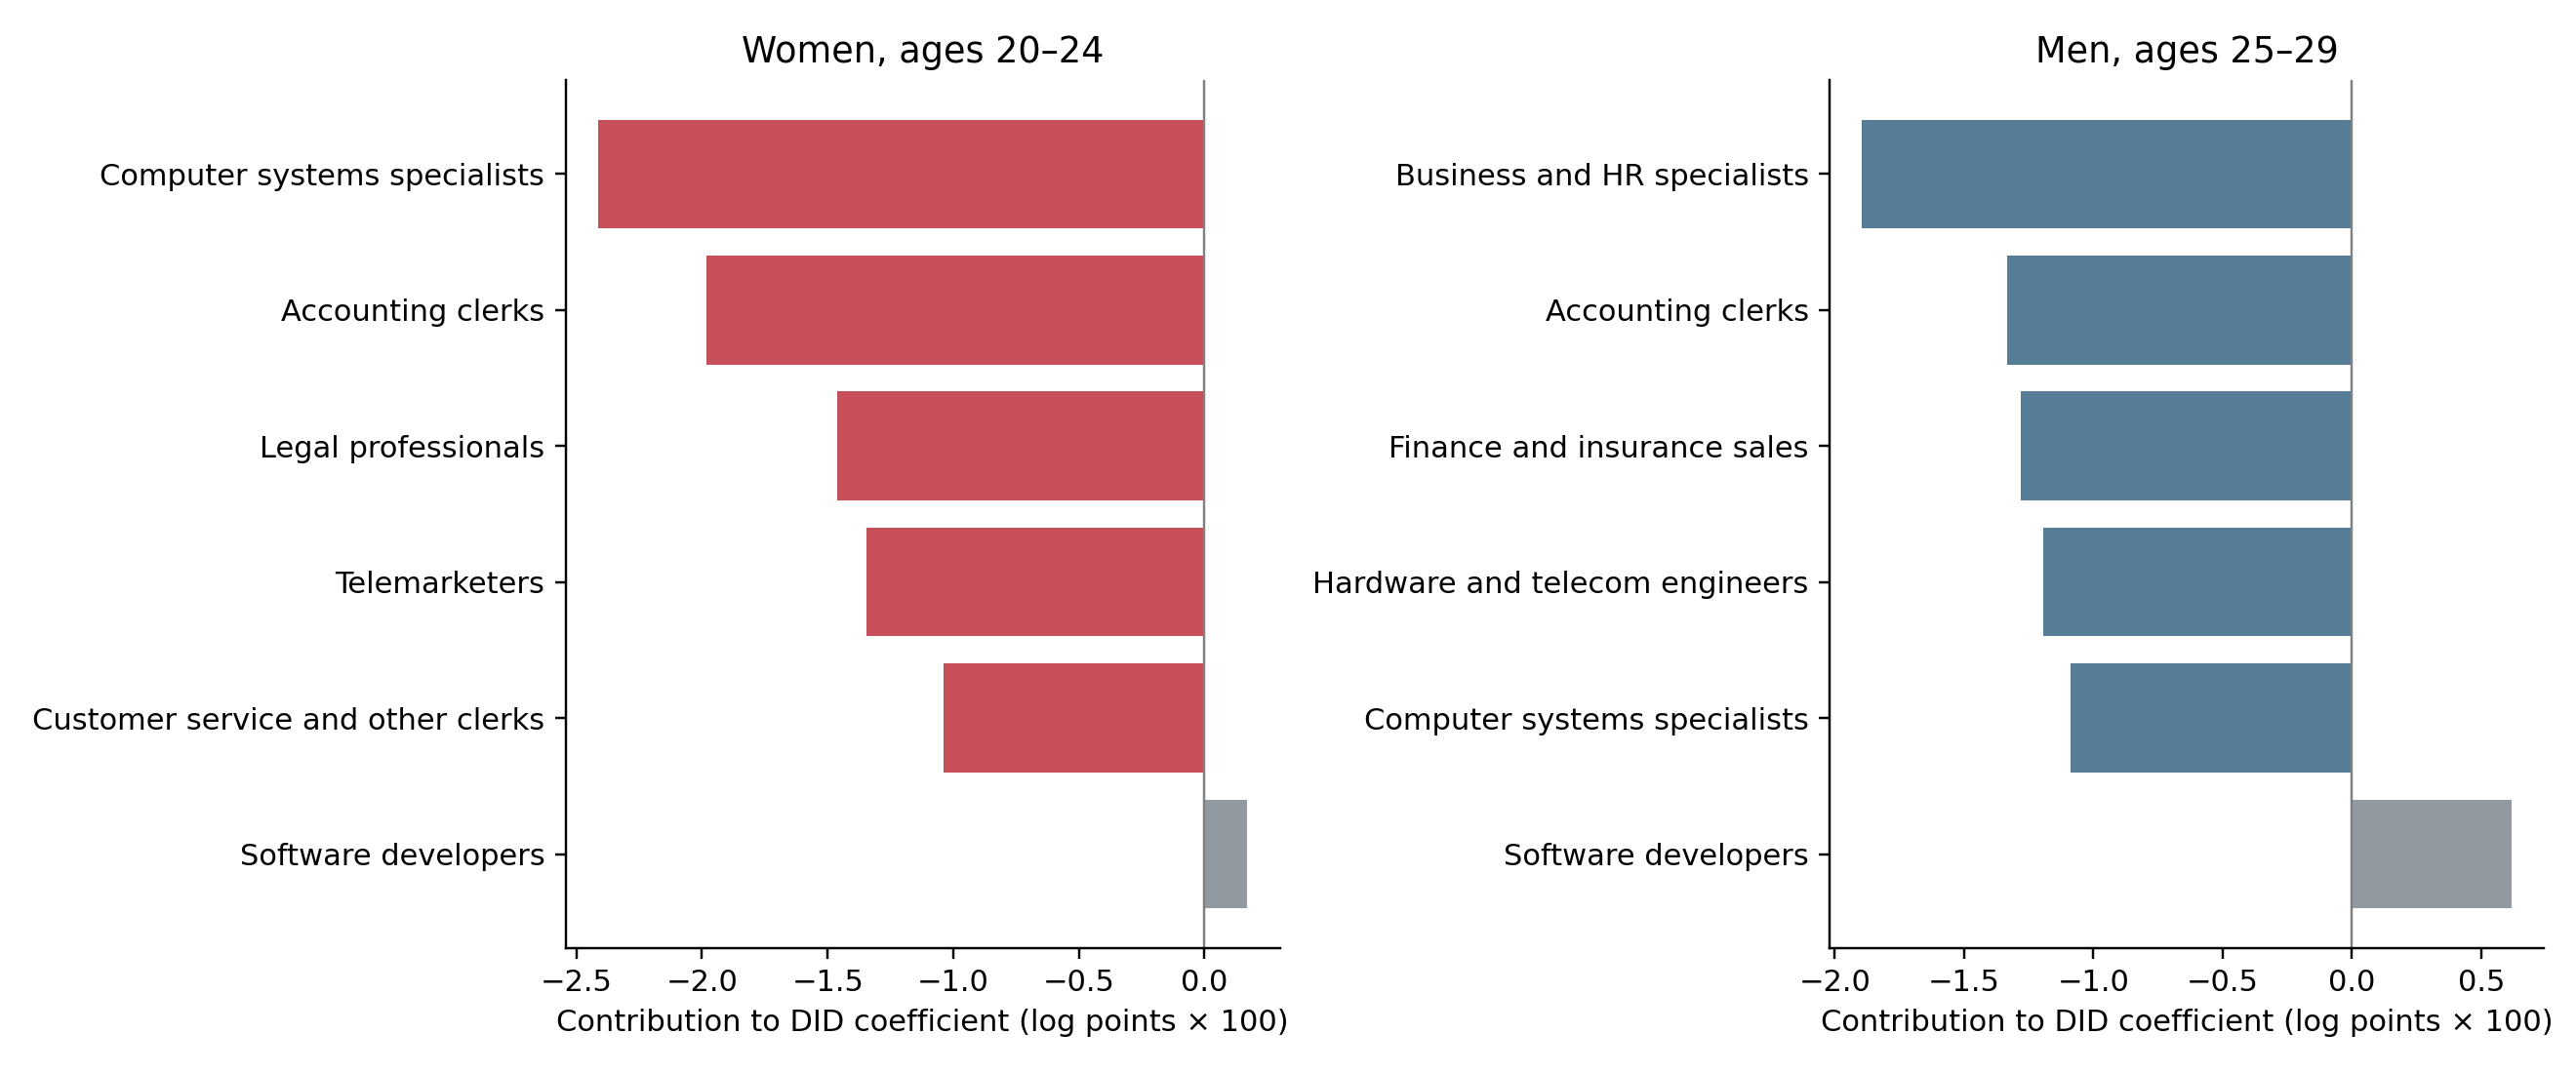 Women, ages 20–24
Computer systems specialists
Accounting clerks
Legal professionals
Telemarketers
Customer service and other clerks
Software developers
−2.5 −2.0 −1.5 −1.0 −0.5 0.0
Contribution to DID coefficient (log points × 100)
Men, ages 25–29
Business and HR specialists
Accounting clerks
Finance and insurance sales
Hardware and telecom engineers
Computer systems specialists
Software developers
−2.0 −1.5 −1.0 −0.5 0.0 0.5
Contribution to DID coefficient (log points × 100)